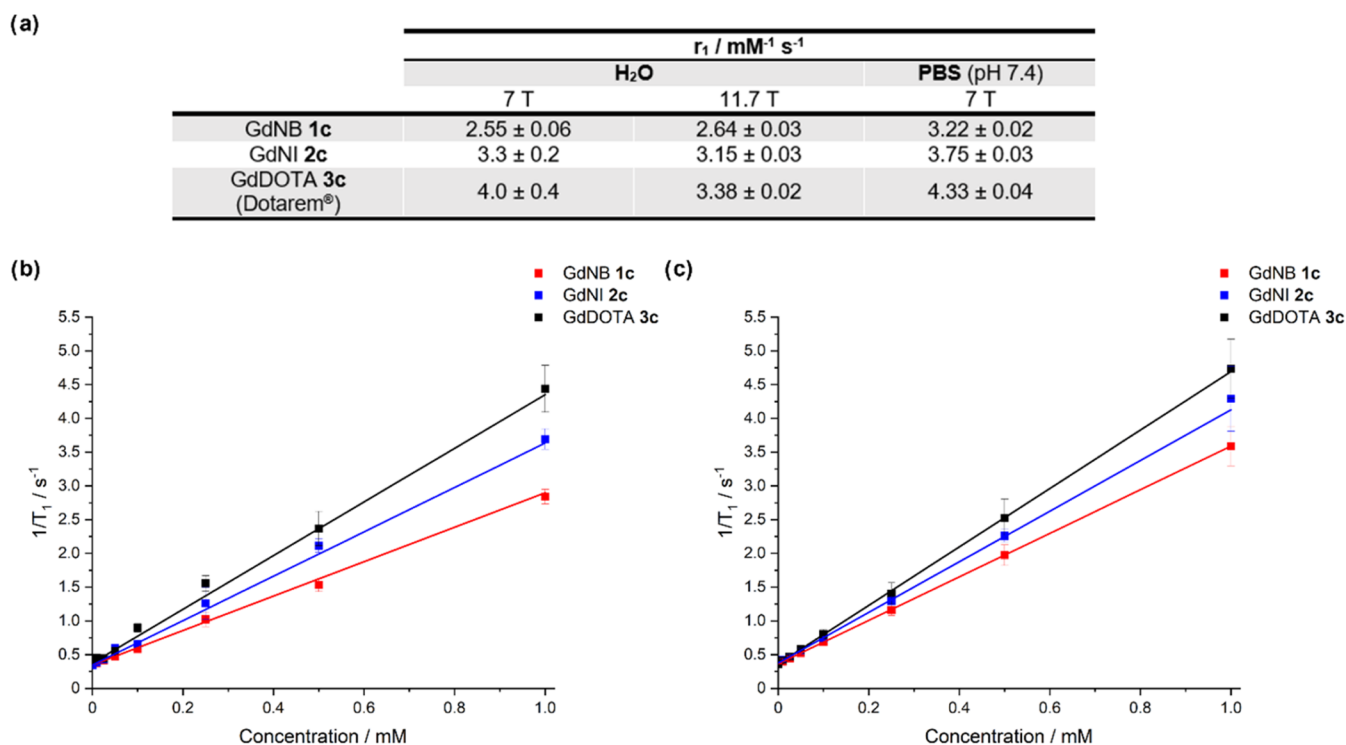 (a)
r₁ / mM⁻¹ s⁻¹
H₂O PBS (pH 7.4)
7 T 11.7 T 7 T
GdNB 1c 2.55 ± 0.06 2.64 ± 0.03 3.22 ± 0.02
GdNI 2c 3.3 ± 0.2 3.15 ± 0.03 3.75 ± 0.03
GdDOTA 3c
(Dotarem®) 4.0 ± 0.4 3.38 ± 0.02 4.33 ± 0.04
(b)
GdNB 1c
GdNI 2c
GdDOTA 3c
5.5
5.0
4.5
4.0
3.5
3.0
2.5
2.0
1.5
1.0
0.5
0
1/T₁ / s⁻¹
0 0.2 0.4 0.6 0.8 1.0
Concentration / mM
(c)
GdNB 1c
GdNI 2c
GdDOTA 3c
5.5
5.0
4.5
4.0
3.5
3.0
2.5
2.0
1.5
1.0
0.5
0
1/T₁ / s⁻¹
0 0.2 0.4 0.6 0.8 1.0
Concentration / mM